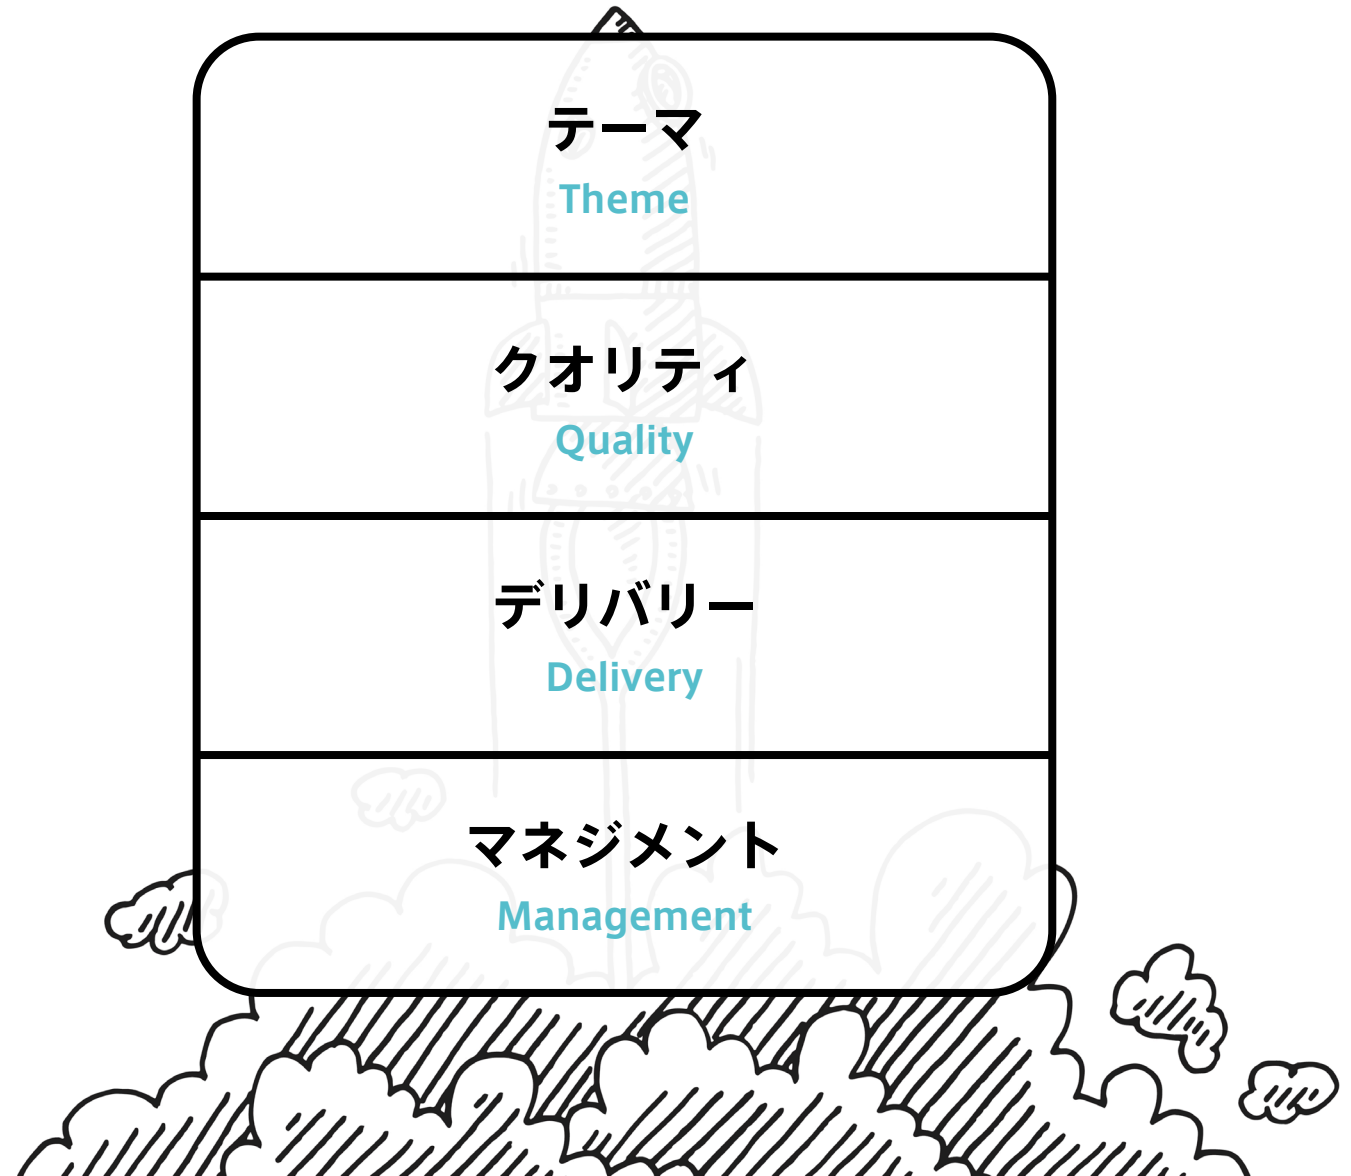 テーマ
Theme
クオリティ
Quality
デリバリー
Delivery
マネジメント
Management